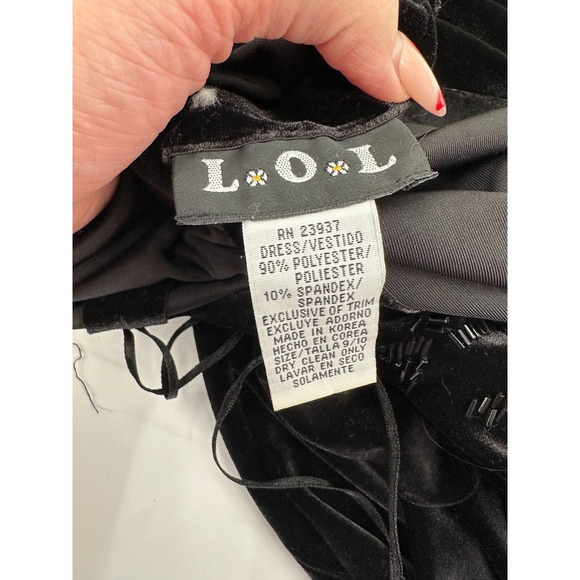 L O L
RN 23937
DRESS/VESTIDO
90% POLYESTER/
POLIESTER
10% SPANDEX/
SPANDEX
EXCLUSIVE OF TRIM
EXCLUYE ADORNO
MADE IN KOREA
HECHO EN COREA
SIZE/TALLA 9/10
DRY CLEAN ONLY
LAVAR EN SECO
SOLAMENTE